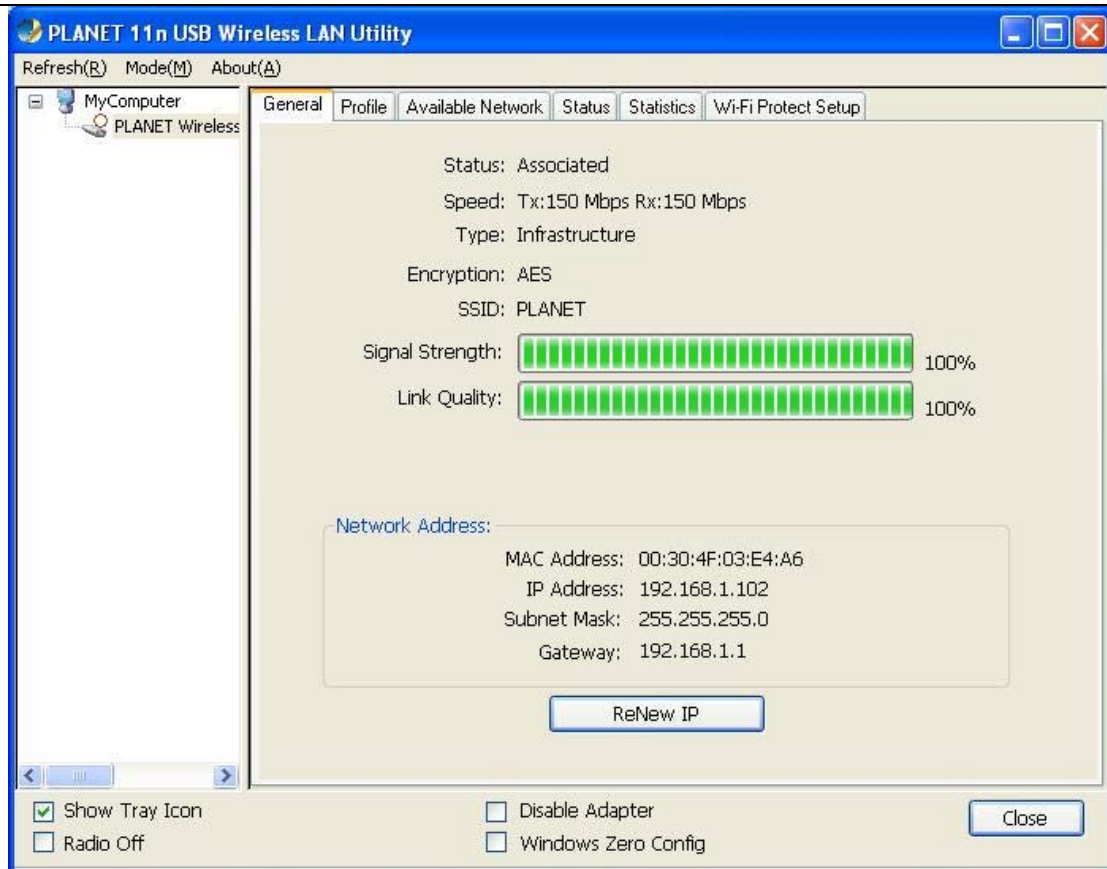 PLANET 11n USB Wireless LAN Utility
Refresh(R) Mode(M) About(A)
MyComputer
PLANET Wireless
General Profile Available Network Status Statistics Wi-Fi Protect Setup
Status: Associated
Speed: Tx:150 Mbps Rx:150 Mbps
Type: Infrastructure
Encryption: AES
SSID: PLANET
Signal Strength: 100%
Link Quality: 100%
Network Address:
MAC Address: 00:30:4F:03:E4:A6
IP Address: 192.168.1.102
Subnet Mask: 255.255.255.0
Gateway: 192.168.1.1
ReNew IP
Show Tray Icon Disable Adapter Close
Radio Off Windows Zero Config